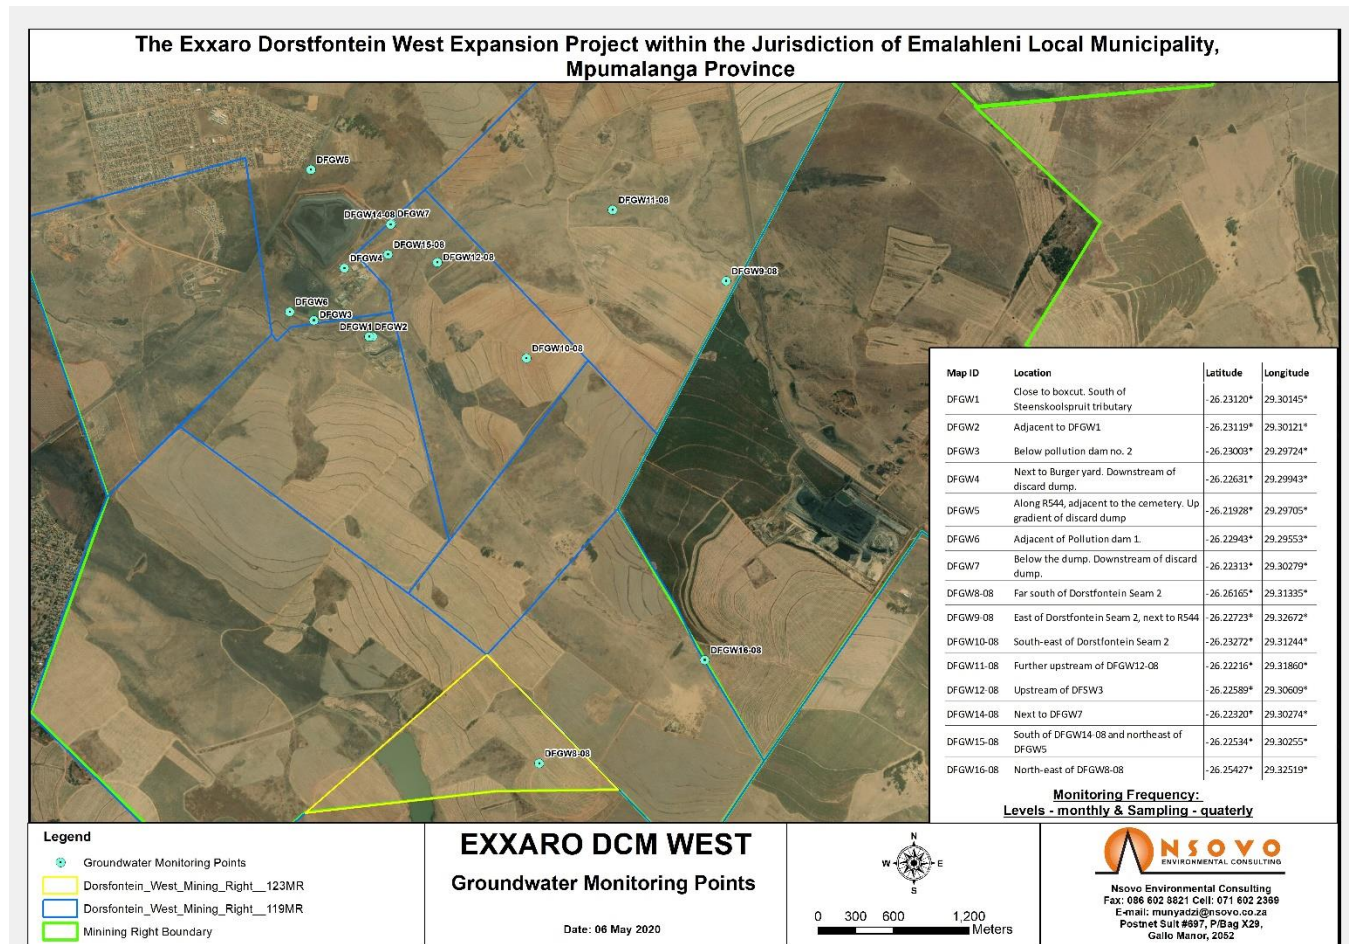 The Exxaro Dorstfontein West Expansion Project within the Jurisdiction of Emalahleni Local Municipality,
Mpumalanga Province
DFGW5
DFGW11-08
DFGW14-08 DFGW7
DFGW15-08
DFGW4
DFGW12-08
DFGW9-08
DFGW6
DFGW3
DFGW1 DFGW2
DFGW10-08
DFGW16-08
DFGW8-08
Map ID Location Latitude Longitude
DFGW1 Close to boxcut. South of
Steenskoolspruit tributary -26.23120* 29.30145*
DFGW2 Adjacent to DFGW1 -26.23119* 29.30121*
DFGW3 Below pollution dam no. 2 -26.23003* 29.29724*
DFGW4 Next to Burger yard. Downstream of
discard dump. -26.22631* 29.29943*
DFGW5 Along R544, adjacent to the cemetery. Up
gradient of discard dump -26.21928* 29.29705*
DFGW6 Adjacent of Pollution dam 1. -26.22943* 29.29553*
DFGW7 Below the dump. Downstream of discard
dump. -26.22313* 29.30279*
DFGW8-08 Far south of Dorstfontein Seam 2 -26.26165* 29.31335*
DFGW9-08 East of Dorstfontein Seam 2, next to R544 -26.22723* 29.32672*
DFGW10-08 South-east of Dorstfontein Seam 2 -26.23272* 29.31244*
DFGW11-08 Further upstream of DFGW12-08 -26.22216* 29.31860*
DFGW12-08 Upstream of DFSW3 -26.22589* 29.30609*
DFGW14-08 Next to DFGW7 -26.22320* 29.30274*
DFGW15-08 South of DFGW14-08 and northeast of
DFGW5 -26.22534* 29.30255*
DFGW16-08 North-east of DFGW8-08 -26.25427* 29.32519*
Monitoring Frequency:
Levels - monthly & Sampling - quaterly
Legend
Groundwater Monitoring Points
Dorsfontein_West_Mining_Right__123MR
Dorsfontein_West_Mining_Right__119MR
Minining Right Boundary
EXXARO DCM WEST
Groundwater Monitoring Points
Date: 06 May 2020
N
W E
S
0 300 600 1,200
Meters
NSOVO
ENVIRONMENTAL CONSULTING
Nsovo Environmental Consulting
Fax: 086 602 8821 Cell: 071 602 2369
E-mail: munyadzi@nsovo.co.za
Postnet Suit #697, P/Bag X29,
Gallo Manor, 2052